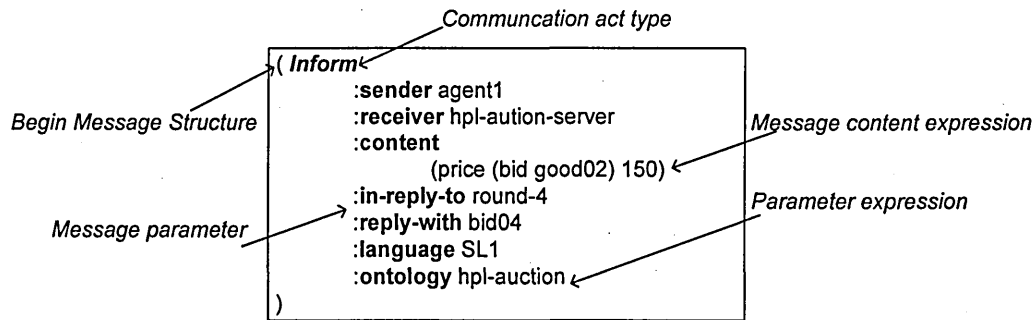 Communcation act type
( Inform
:sender agent1
Begin Message Structure
:receiver hpl-aution-server
Message content expression
:content
(price (bid good02) 150)
:in-reply-to round-4
Parameter expression
Message parameter
:reply-with bid04
:language SL1
:ontology hpl-auction
)